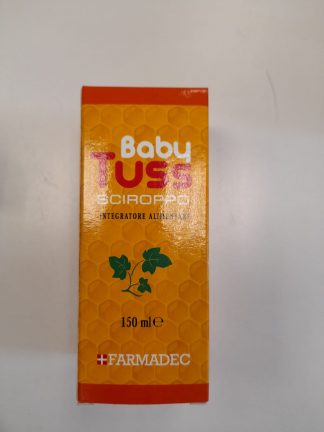 Baby
Tuss
SCIROPPO
INTEGRATORE ALIMENTARE
150 ml ℮
FARMADEC